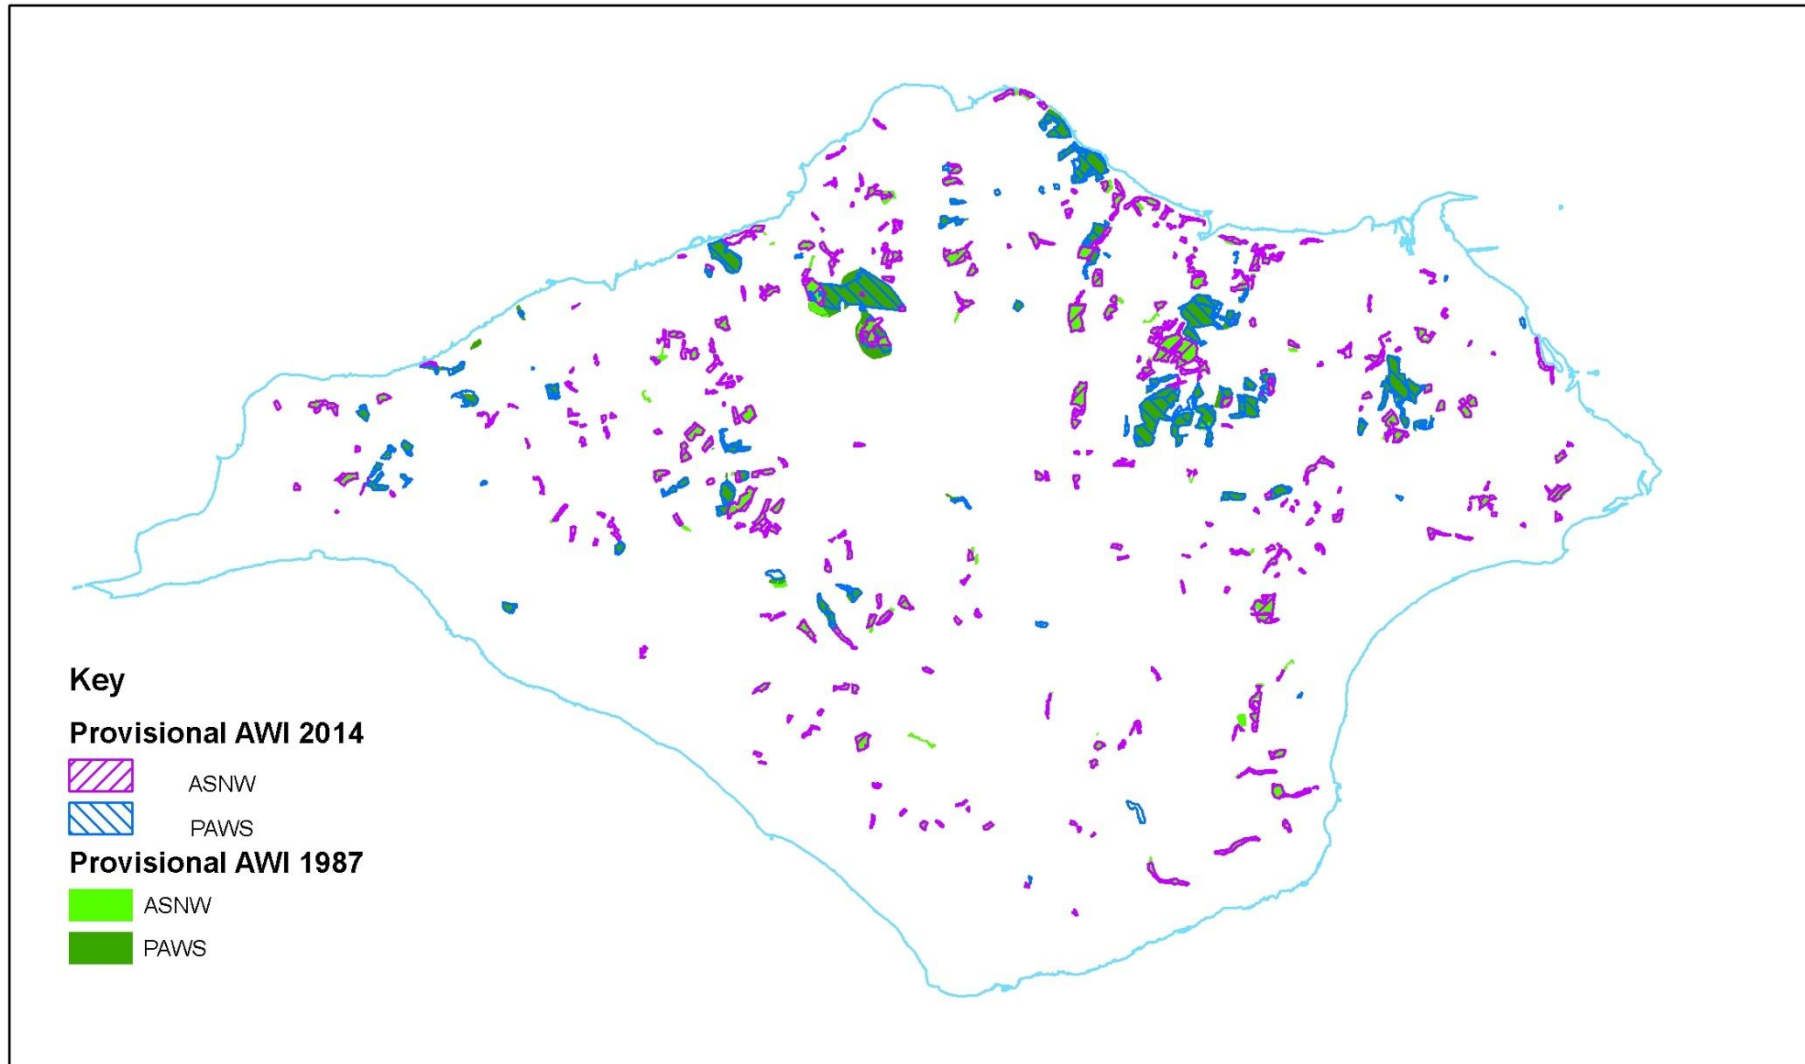 Key
Provisional AWI 2014
ASNW
PAWS
Provisional AWI 1987
ASNW
PAWS